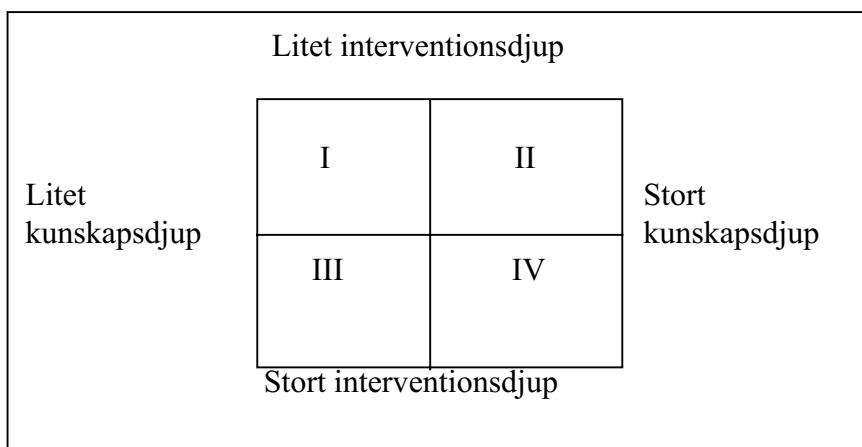 Litet interventionsdjup
I
II
Litet
kunskapsdjup
Stort
kunskapsdjup
III
IV
Stort interventionsdjup